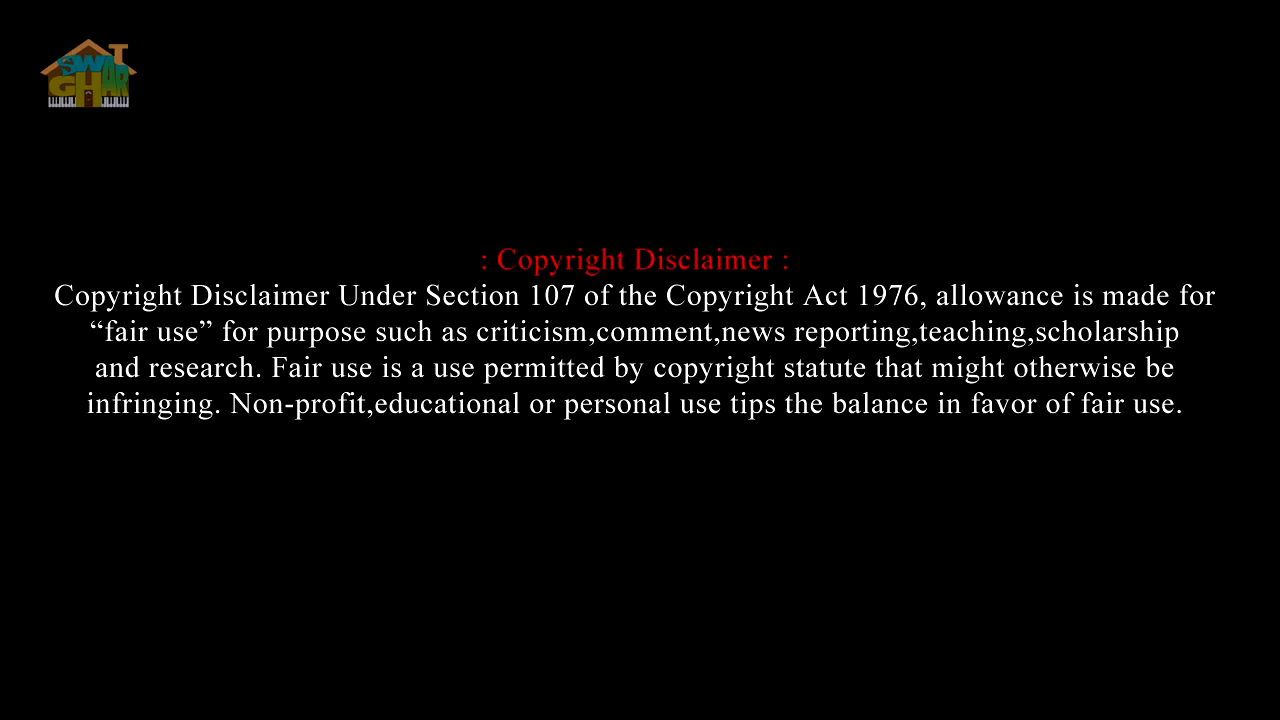 SWT
GHAR
: Copyright Disclaimer :
Copyright Disclaimer Under Section 107 of the Copyright Act 1976, allowance is made for
“fair use” for purpose such as criticism,comment,news reporting,teaching,scholarship
and research. Fair use is a use permitted by copyright statute that might otherwise be
infringing. Non-profit,educational or personal use tips the balance in favor of fair use.